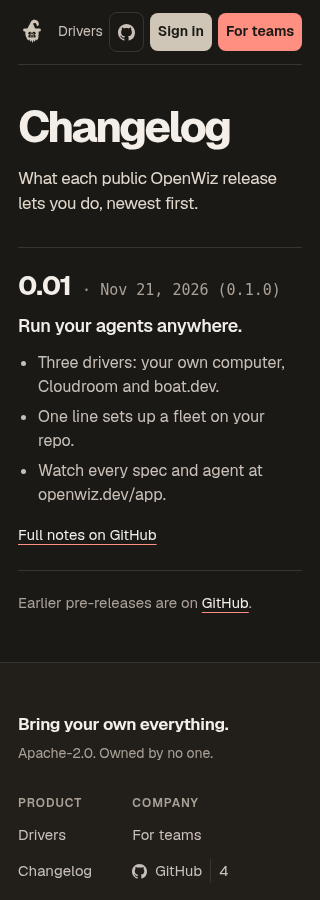 Drivers Sign in For teams
Changelog
What each public OpenWiz release
lets you do, newest first.
0.01 · Nov 21, 2026 (0.1.0)
Run your agents anywhere.
• Three drivers: your own computer,
Cloudroom and boat.dev.
• One line sets up a fleet on your
repo.
• Watch every spec and agent at
openwiz.dev/app.
Full notes on GitHub
Earlier pre-releases are on GitHub.
Bring your own everything.
Apache-2.0. Owned by no one.
PRODUCT COMPANY
Drivers For teams
Changelog GitHub 4